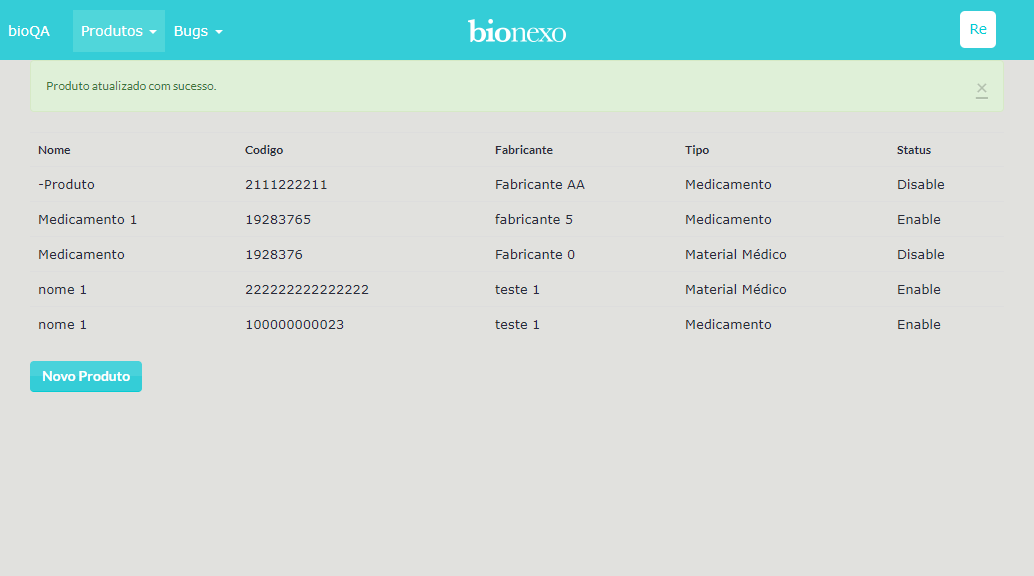 bioQA Produtos Bugs bionexo Re
Produto atualizado com sucesso. ×
Nome Codigo Fabricante Tipo Status
-Produto 2111222211 Fabricante AA Medicamento Disable
Medicamento 1 19283765 fabricante 5 Medicamento Enable
Medicamento 1928376 Fabricante 0 Material Médico Disable
nome 1 222222222222222 teste 1 Material Médico Enable
nome 1 100000000023 teste 1 Medicamento Enable
Novo Produto